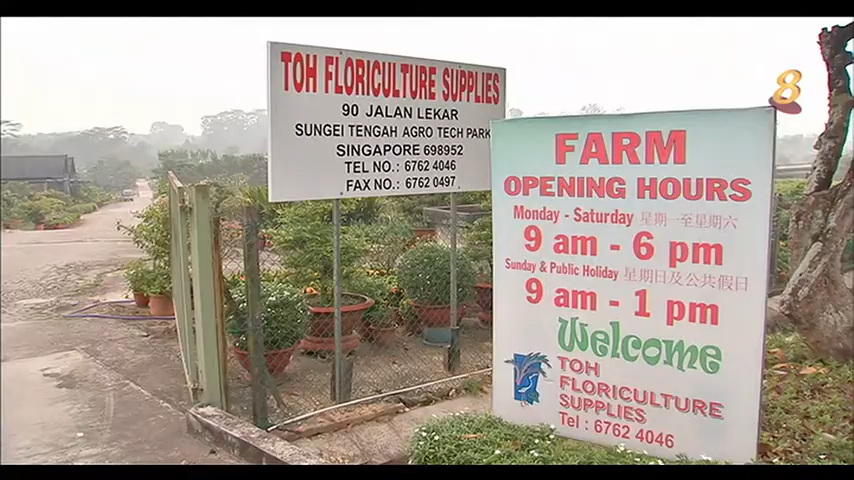 TOH FLORICULTURE SUPPLIES
90 JALAN LEKAR
SUNGEI TENGAH AGRO TECH PARK
SINGAPORE 698952
TEL NO. : 6762 4046
FAX NO. : 6762 0497
FARM
OPENING HOURS
Monday - Saturday 星期一至星期六
9 am - 6 pm
Sunday & Public Holiday 星期日及公共假日
9 am - 1 pm
Welcome
TOH
FLORICULTURE
SUPPLIES
Tel : 6762 4046
8